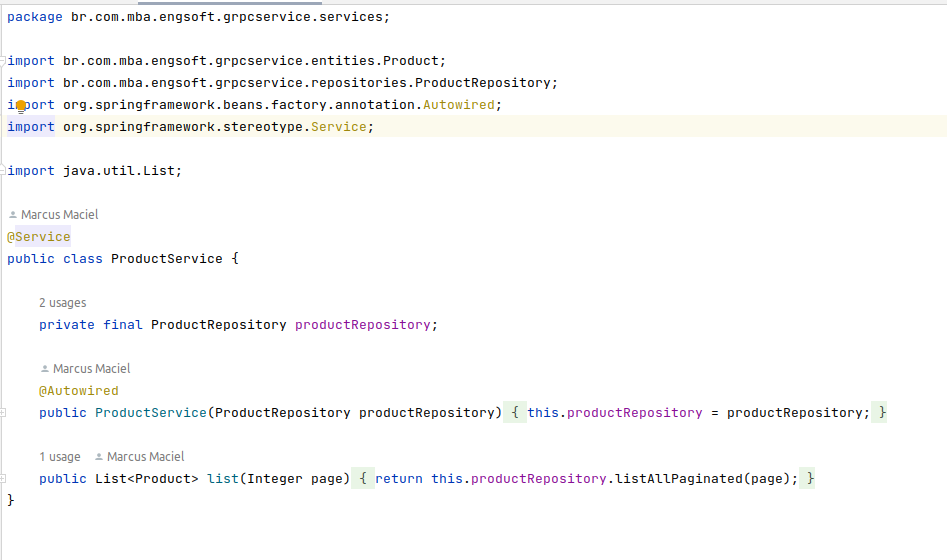 package br.com.mba.engsoft.grpcservice.services;
import br.com.mba.engsoft.grpcservice.entities.Product;
import br.com.mba.engsoft.grpcservice.repositories.ProductRepository;
import org.springframework.beans.factory.annotation.Autowired;
import org.springframework.stereotype.Service;
import java.util.List;
Marcus Maciel
@Service
public class ProductService {
2 usages
private final ProductRepository productRepository;
Marcus Maciel
@Autowired
public ProductService(ProductRepository productRepository) { this.productRepository = productRepository; }
1 usage Marcus Maciel
public List<Product> list(Integer page) { return this.productRepository.listAllPaginated(page); }
}